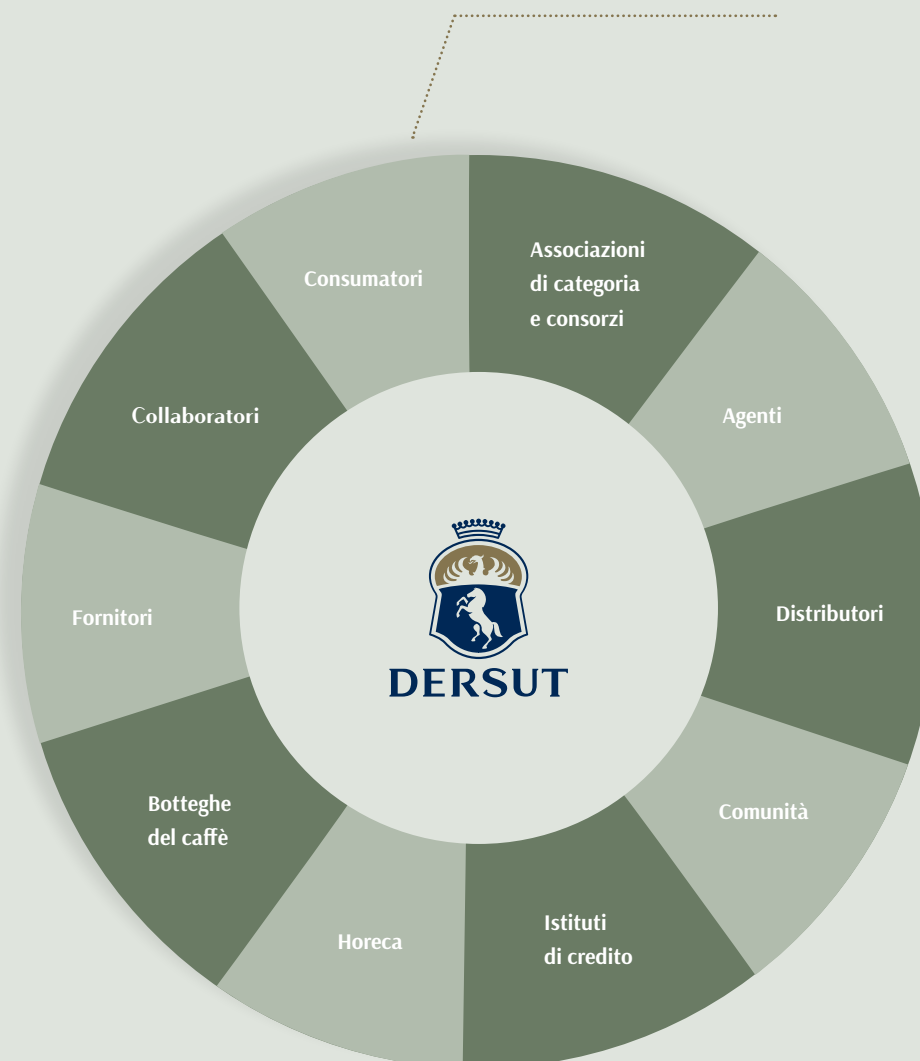 Consumatori
Associazioni
di categoria
e consorzi
Agenti
Collaboratori
Distributori
Fornitori
DERSUT
Comunità
Botteghe
del caffè
Istituti
di credito
Horeca